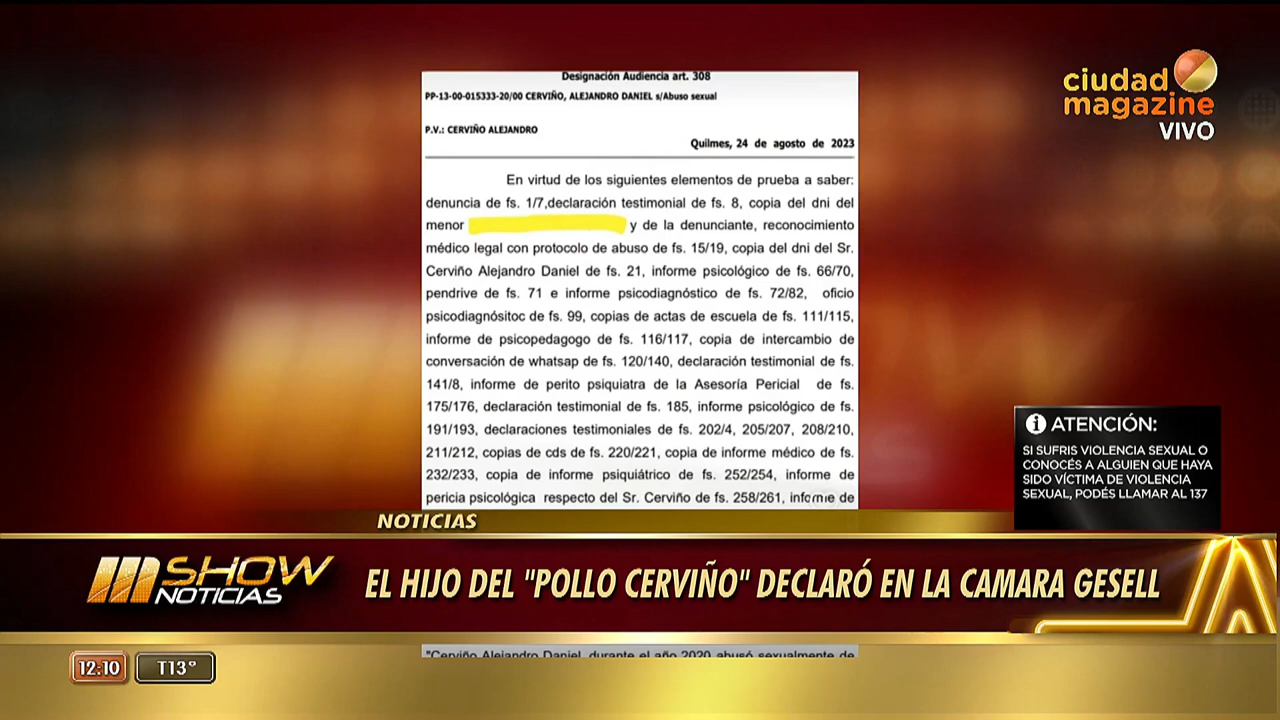 Designación Audiencia art. 308
PP-13-00-015333-20/00 CERVIÑO, ALEJANDRO DANIEL s/Abuso sexual
P.V.: CERVIÑO ALEJANDRO
Quilmes, 24 de agosto de 2023
En virtud de los siguientes elementos de prueba a saber:
denuncia de fs. 1/7,declaración testimonial de fs. 8, copia del dni del
menor y de la denunciante, reconocimiento
médico legal con protocolo de abuso de fs. 15/19, copia del dni del Sr.
Cerviño Alejandro Daniel de fs. 21, informe psicológico de fs. 66/70,
pendrive de fs. 71 e informe psicodiagnóstico de fs. 72/82, oficio
psicodiagnósitoc de fs. 99, copias de actas de escuela de fs. 111/115,
informe de psicopedagogo de fs. 116/117, copia de intercambio de
conversación de whatsap de fs. 120/140, declaración testimonial de fs.
141/8, informe de perito psiquiatra de la Asesoría Pericial de fs.
175/176, declaración testimonial de fs. 185, informe psicológico de fs.
191/193, declaraciones testimoniales de fs. 202/4, 205/207, 208/210,
211/212, copias de cds de fs. 220/221, copia de informe médico de fs.
232/233, copia de informe psiquiátrico de fs. 252/254, informe de
pericia psicológica respecto del Sr. Cerviño de fs. 258/261, informe de
"Cerviño Alejandro Daniel, durante el año 2020 abusó sexualmente de
ciudad
magazine
VIVO
ATENCIÓN:
SI SUFRIS VIOLENCIA SEXUAL O
CONOCÉS A ALGUIEN QUE HAYA
SIDO VÍCTIMA DE VIOLENCIA
SEXUAL, PODÉS LLAMAR AL 137
NOTICIAS
SHOW
NOTICIAS
EL HIJO DEL "POLLO CERVIÑO" DECLARÓ EN LA CAMARA GESELL
12:10
T13°